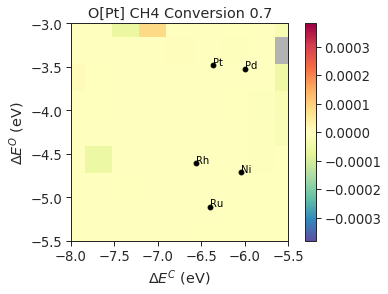 O[Pt] CH4 Conversion 0.7
−3.0
−3.5
−4.0
−4.5
−5.0
−5.5
ΔE^O (eV)
Pt
Pd
Rh
Ni
Ru
−8.0 −7.5 −7.0 −6.5 −6.0 −5.5
ΔE^C (eV)
0.0003
0.0002
0.0001
0.0000
−0.0001
−0.0002
−0.0003